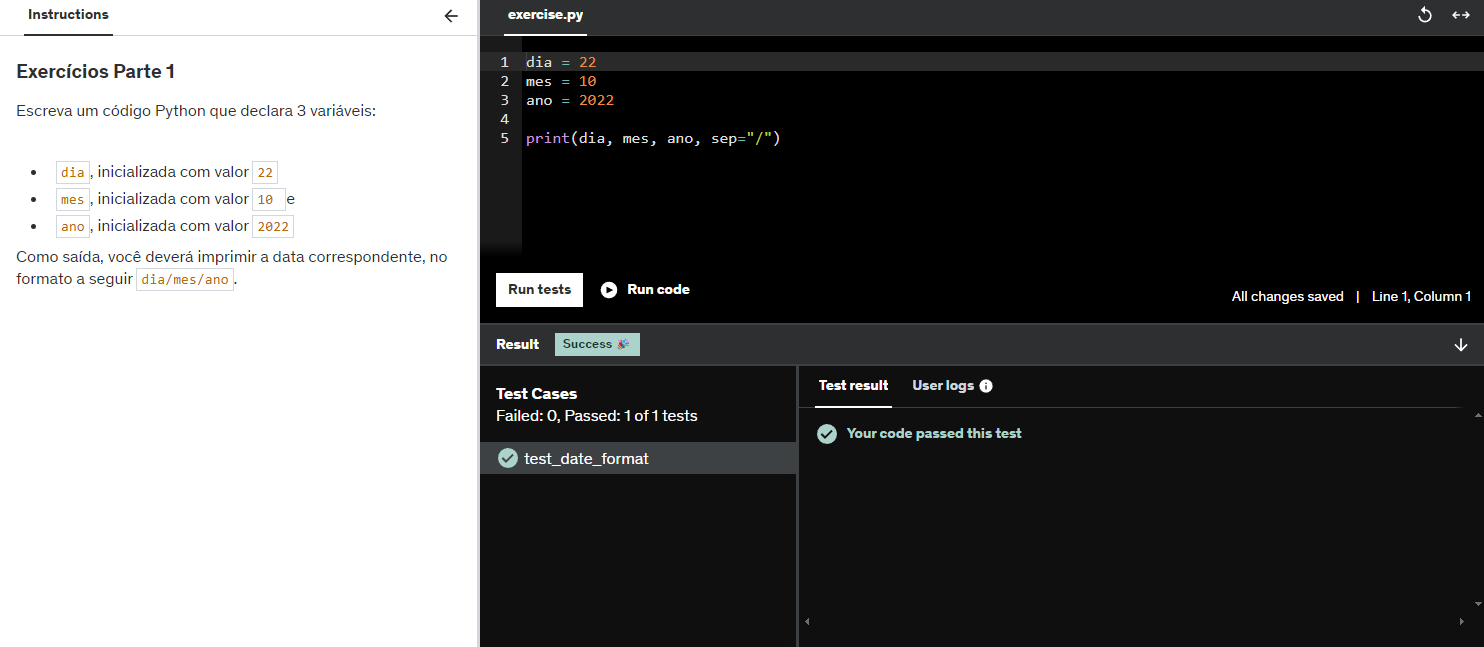 Instructions
Exercícios Parte 1
Escreva um código Python que declara 3 variáveis:
dia, inicializada com valor 22
mes, inicializada com valor 10 e
ano, inicializada com valor 2022
Como saída, você deverá imprimir a data correspondente, no
formato a seguir dia/mes/ano.
exercise.py
1 dia = 22
2 mes = 10
3 ano = 2022
4
5 print(dia, mes, ano, sep="/")
Run tests
Run code
All changes saved | Line 1, Column 1
Result
Success 🎉
Test Cases
Failed: 0, Passed: 1 of 1 tests
test_date_format
Test result
User logs
Your code passed this test